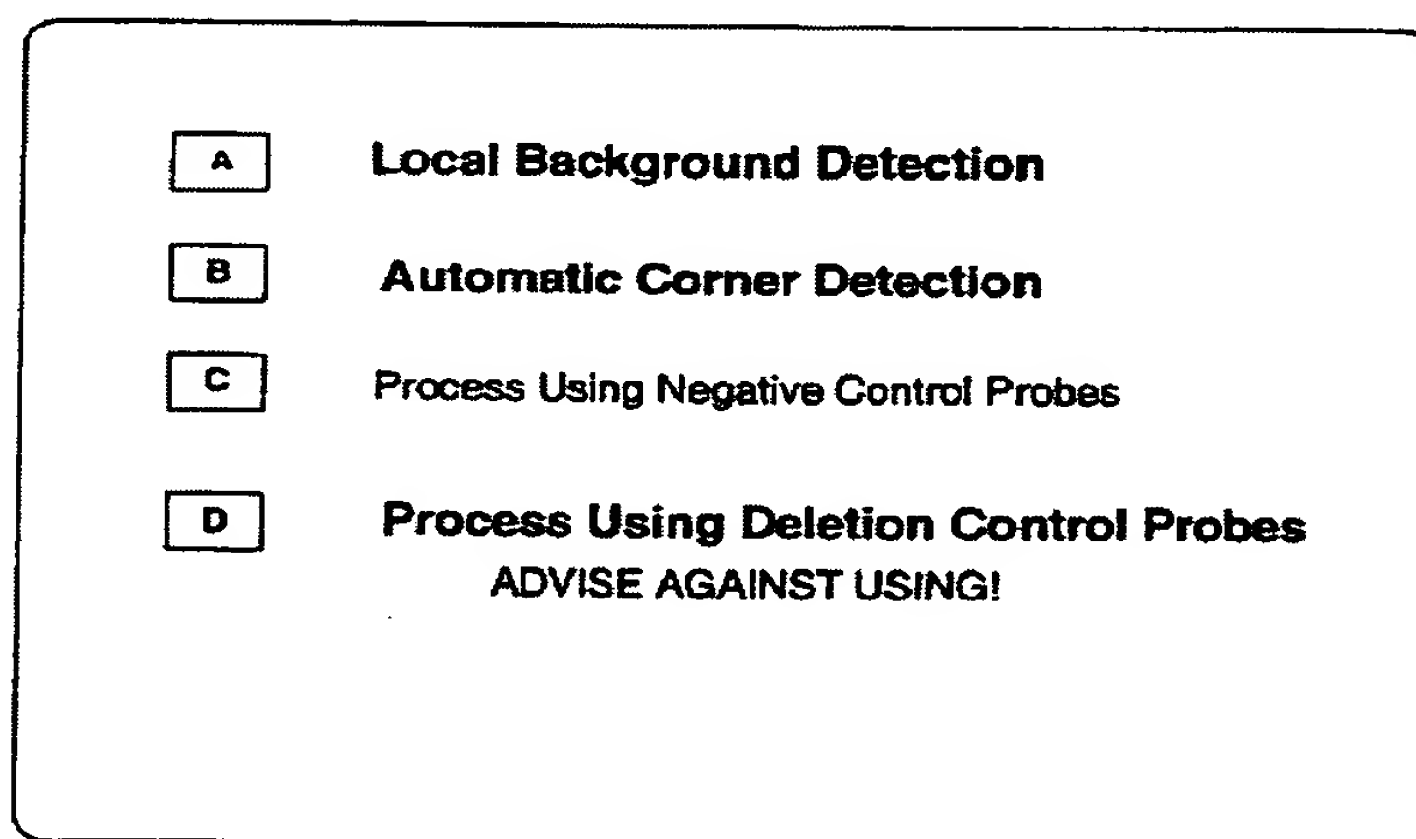 A Local Background Detection
B Automatic Corner Detection
C Process Using Negative Control Probes
D Process Using Deletion Control Probes
ADVISE AGAINST USING!